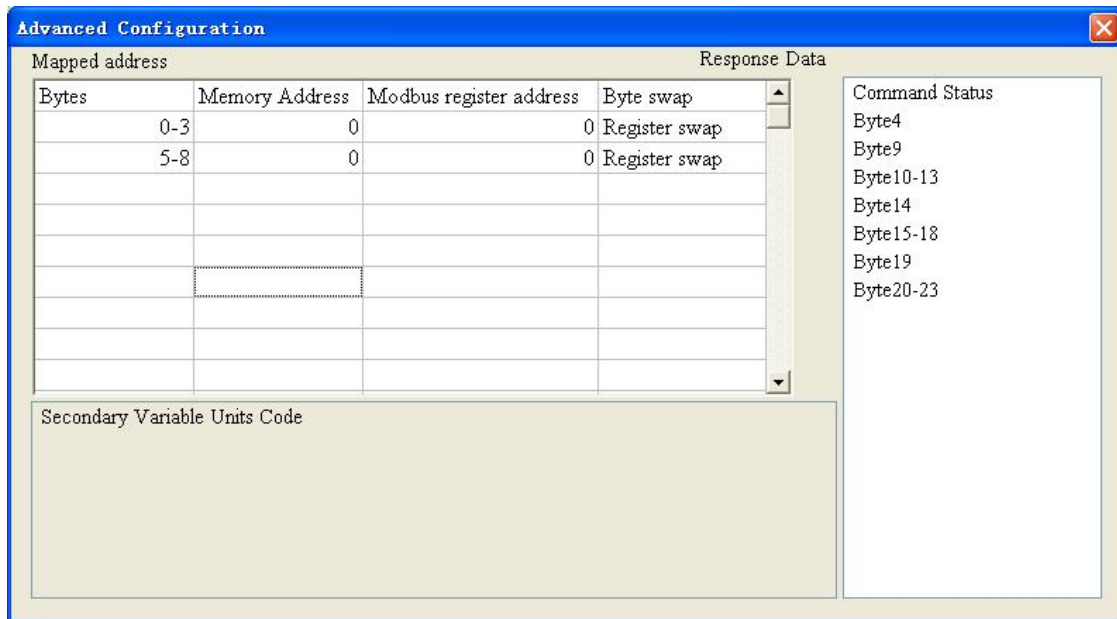 Advanced Configuration
Mapped address
Response Data
Bytes Memory Address Modbus register address Byte swap
0-3 0 0 Register swap
5-8 0 0 Register swap
Secondary Variable Units Code
Command Status
Byte4
Byte9
Byte10-13
Byte14
Byte15-18
Byte19
Byte20-23